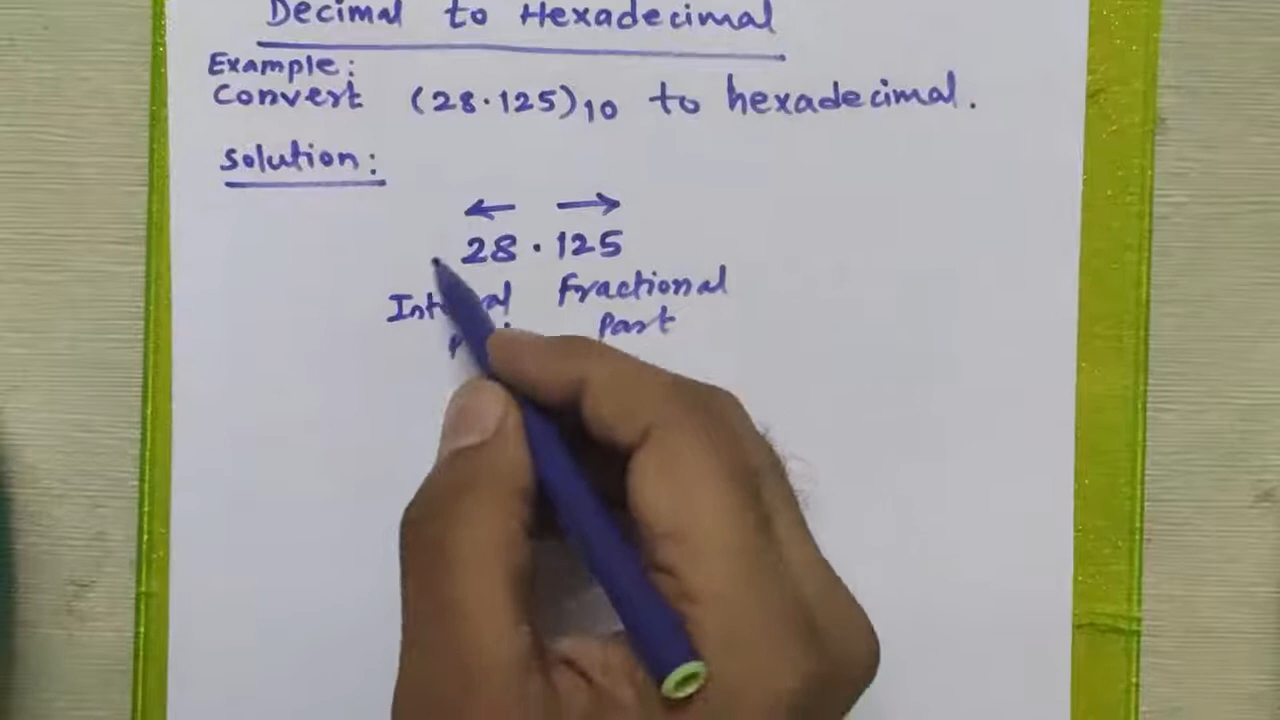 Decimal to Hexadecimal
Example:
Convert (28.125)10 to hexadecimal.
Solution:
← →
28 . 125
Fractional
Part